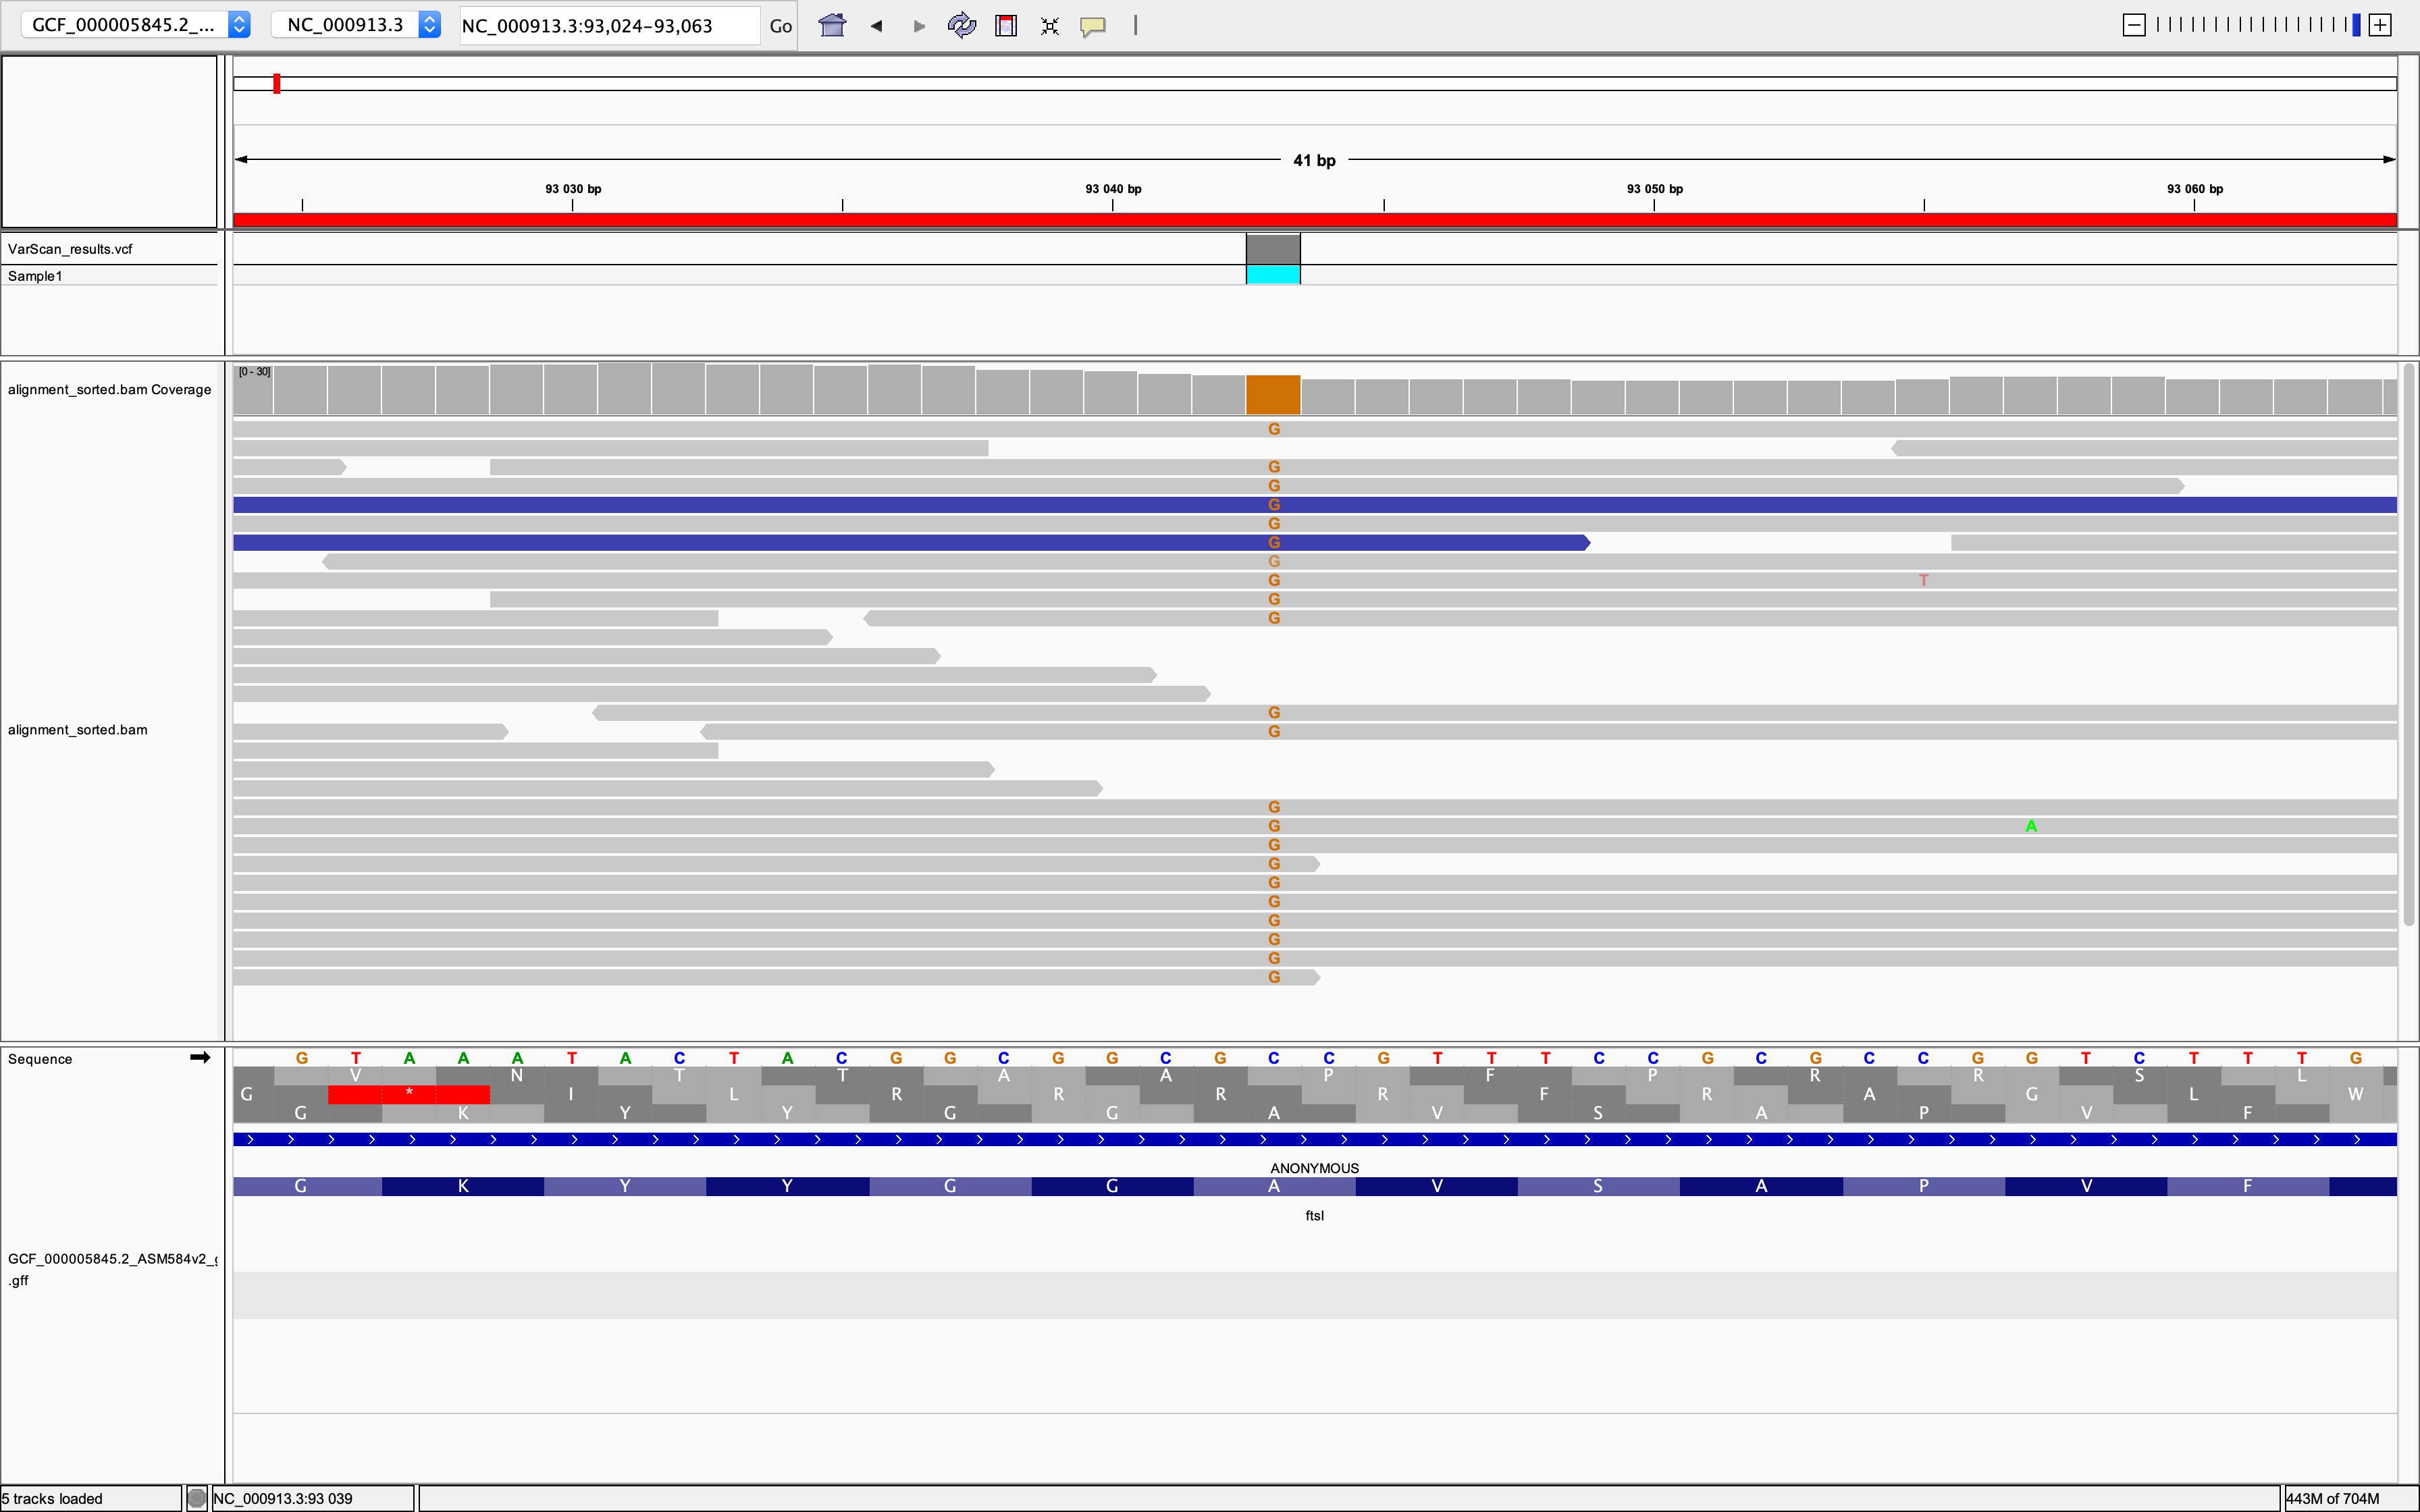 GCF_000005845.2_... NC_000913.3 NC_000913.3:93,024-93,063 Go
41 bp
93 030 bp 93 040 bp 93 050 bp 93 060 bp
VarScan_results.vcf
Sample1
[0 - 30]
alignment_sorted.bam Coverage
G
G
G
G
G
G
G
G T
G
G
G
alignment_sorted.bam G
G
G A
G
G
G
G
G
G
G
G
Sequence G T A A A T A C T A C G G C G G C G C C G T T T C C G C G C C G G T C T T T G
V N T T A A P F P R R S L
G * I L R R R R F R A G L W
G K Y Y G G A V S A P V F
ANONYMOUS
G K Y Y G G A V S A P V F
ftsI
GCF_000005845.2_ASM584v2_g
.gff
5 tracks loaded NC_000913.3:93 039 443M of 704M